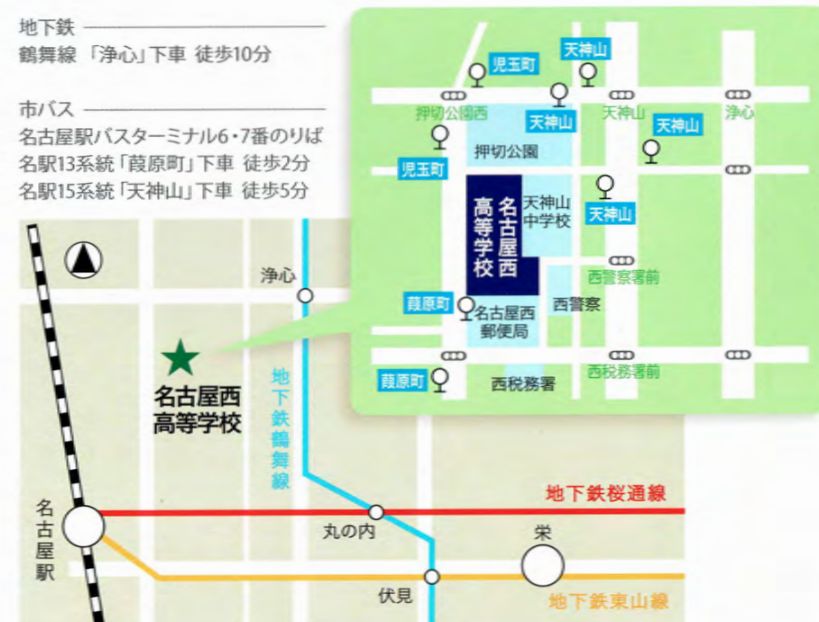 地下鉄
鶴舞線 「浄心」下車 徒歩10分
市バス
名古屋駅バスターミナル6・7番のりば
名駅13系統「葭原町」下車 徒歩2分
名駅15系統「天神山」下車 徒歩5分
児玉町
天神山
押切公園西
天神山
天神山
浄心
天神山
児玉町
押切公園
名古屋西
高等学校
天神山
中学校
天神山
西警察署前
葭原町
名古屋西
郵便局
西警察
葭原町
西税務署
西税務署前
浄心
名古屋西
高等学校
地下鉄鶴舞線
名古屋駅
地下鉄桜通線
丸の内
栄
伏見
地下鉄東山線